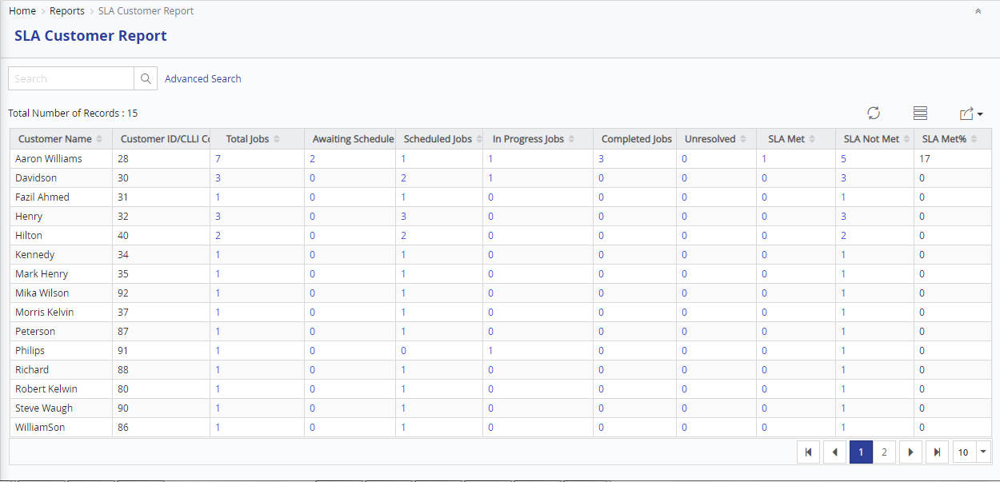 Home > Reports > SLA Customer Report
SLA Customer Report
Search Advanced Search
Total Number of Records : 15
Customer Name Customer ID/CLLI Co Total Jobs Awaiting Schedule Scheduled Jobs In Progress Jobs Completed Jobs Unresolved SLA Met SLA Not Met SLA Met%
Aaron Williams 28 7 2 1 1 3 0 1 5 17
Davidson 30 3 0 2 1 0 0 0 3 0
Fazil Ahmed 31 1 0 1 0 0 0 0 1 0
Henry 32 3 0 3 0 0 0 0 3 0
Hilton 40 2 0 2 0 0 0 0 2 0
Kennedy 34 1 0 1 0 0 0 0 1 0
Mark Henry 35 1 0 1 0 0 0 0 1 0
Mika Wilson 92 1 0 1 0 0 0 0 1 0
Morris Kelvin 37 1 0 1 0 0 0 0 1 0
Peterson 87 1 0 1 0 0 0 0 1 0
Philips 91 1 0 0 1 0 0 0 1 0
Richard 88 1 0 1 0 0 0 0 1 0
Robert Kelwin 80 1 0 1 0 0 0 0 1 0
Steve Waugh 90 1 0 1 0 0 0 0 1 0
WilliamSon 86 1 0 1 0 0 0 0 1 0
1 2 10